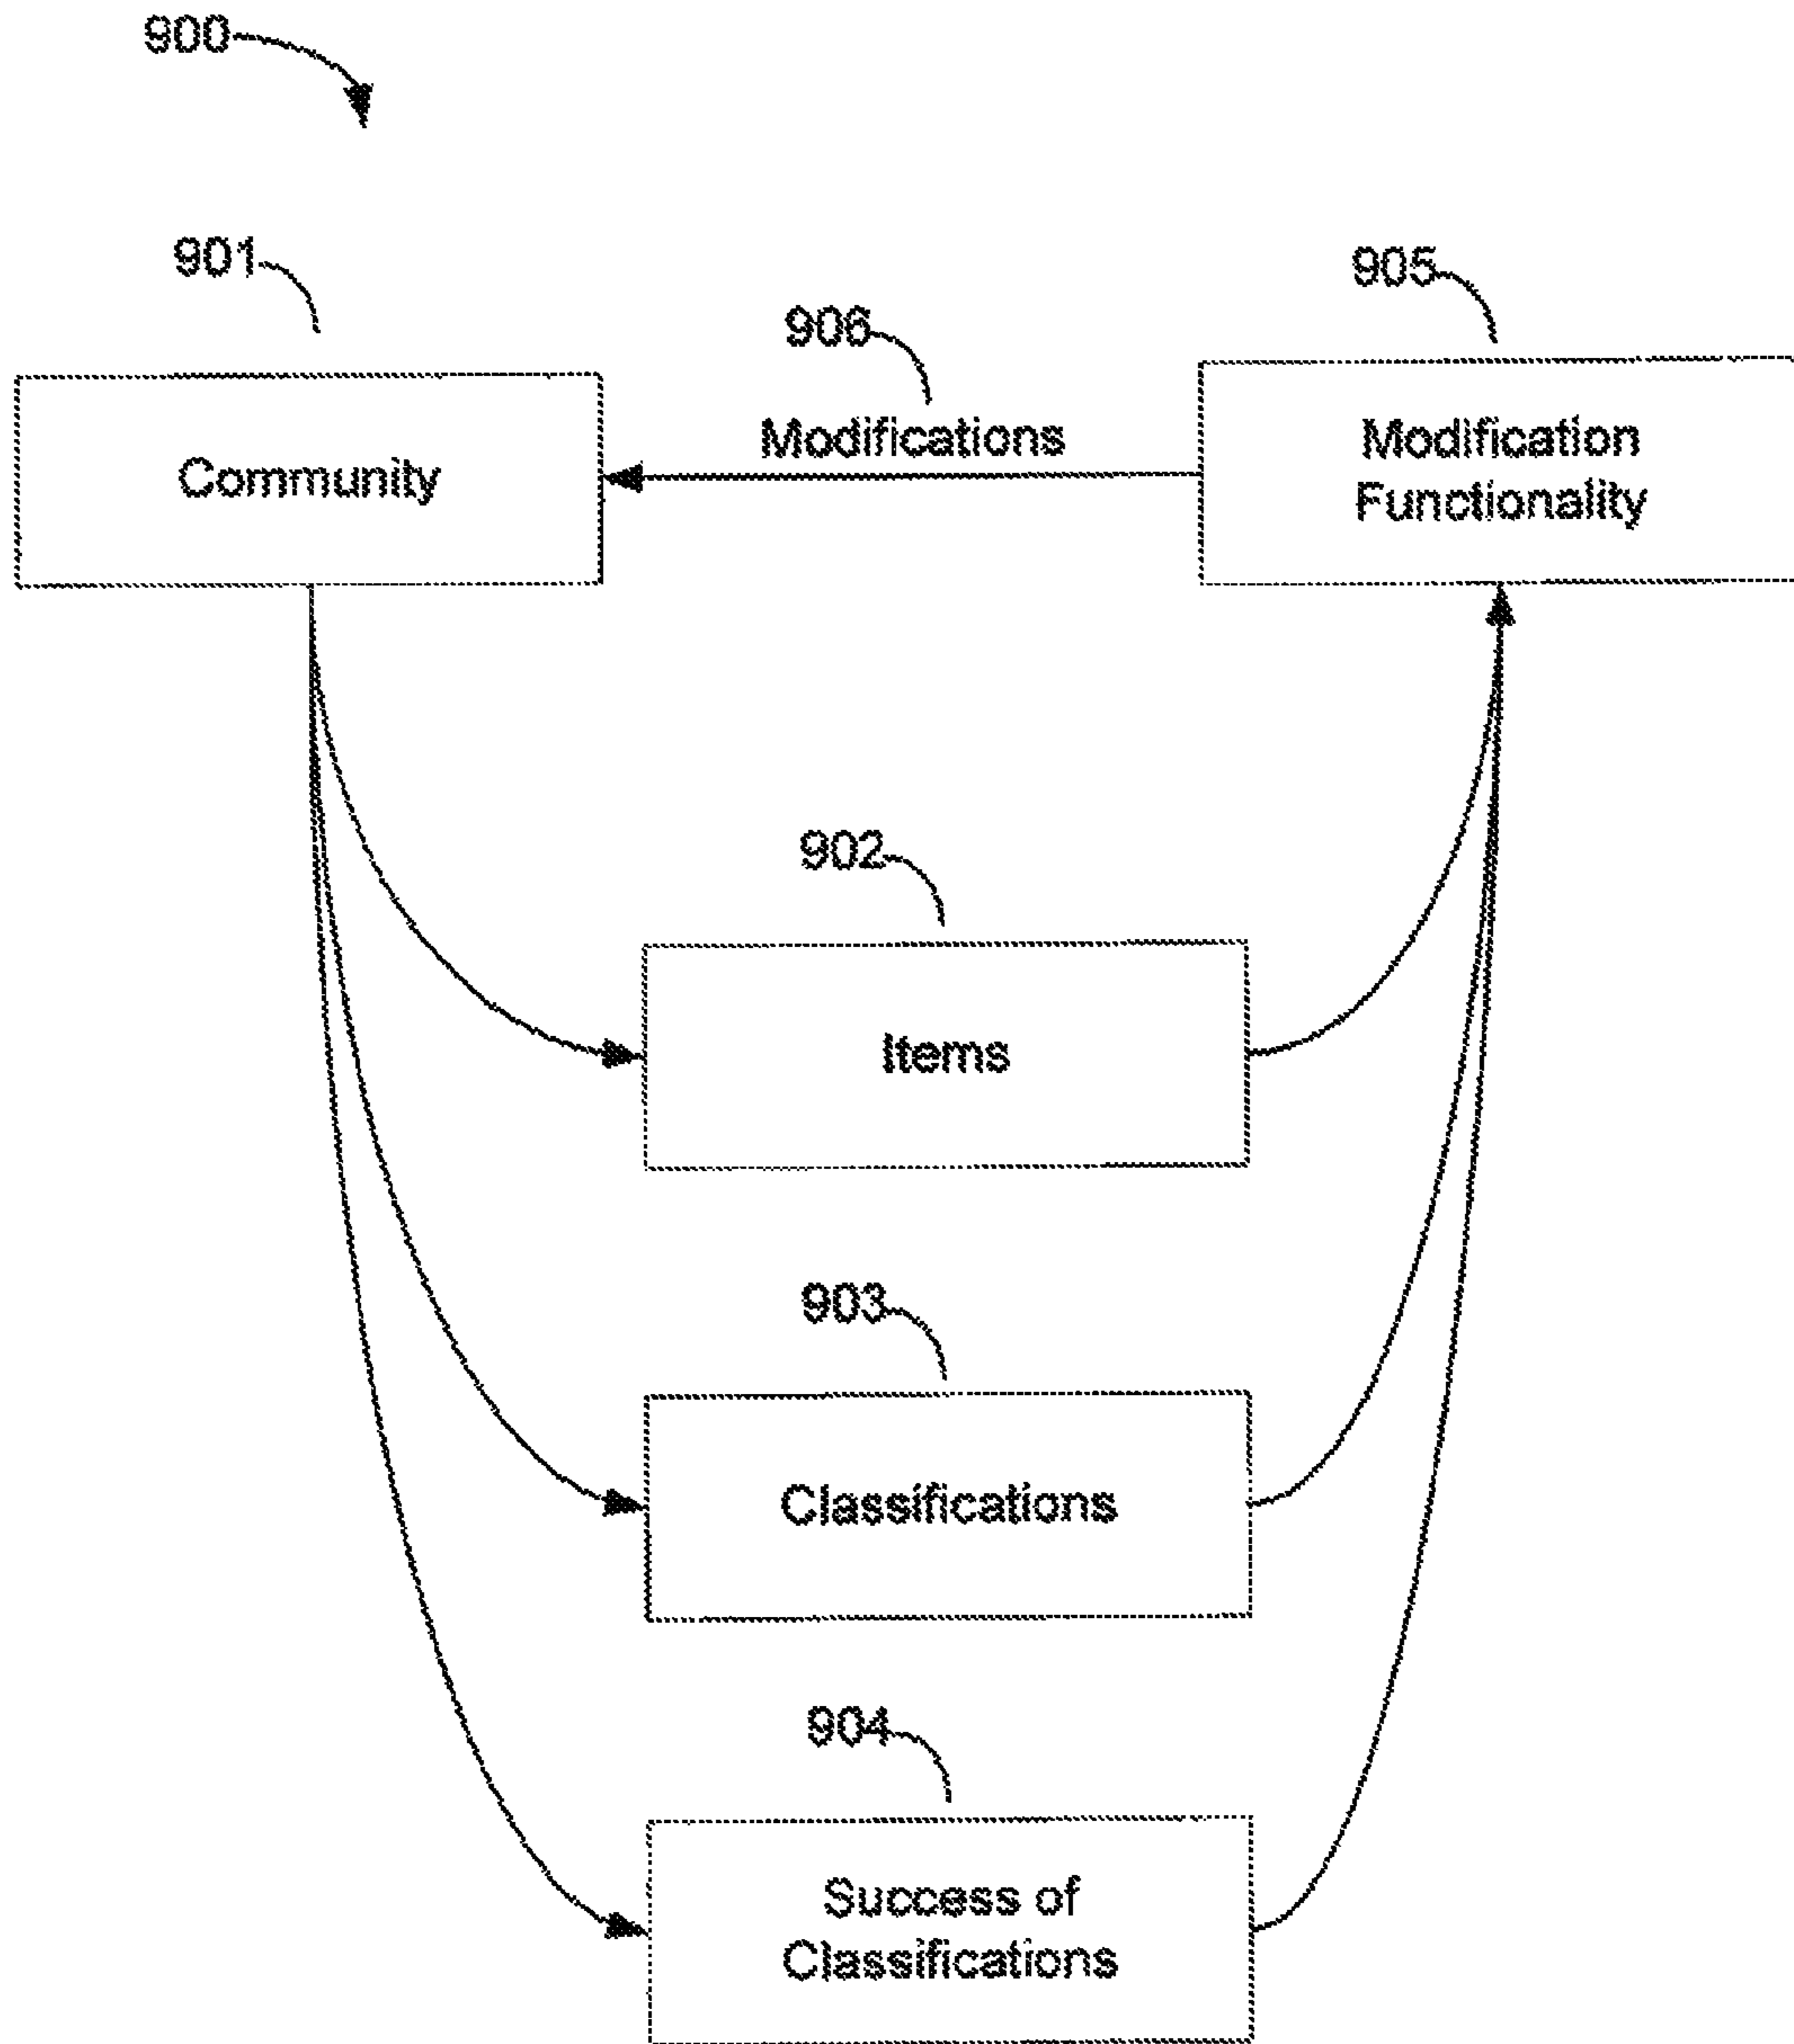 900
901
905
906
Modifications
Community
Modification
Functionality
902
Items
903
Classifications
904
Success of
Classifications